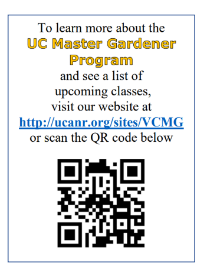 To learn more about the
UC Master Gardener
Program
and see a list of
upcoming classes,
visit our website at
http://ucanr.org/sites/VCMG
or scan the QR code below